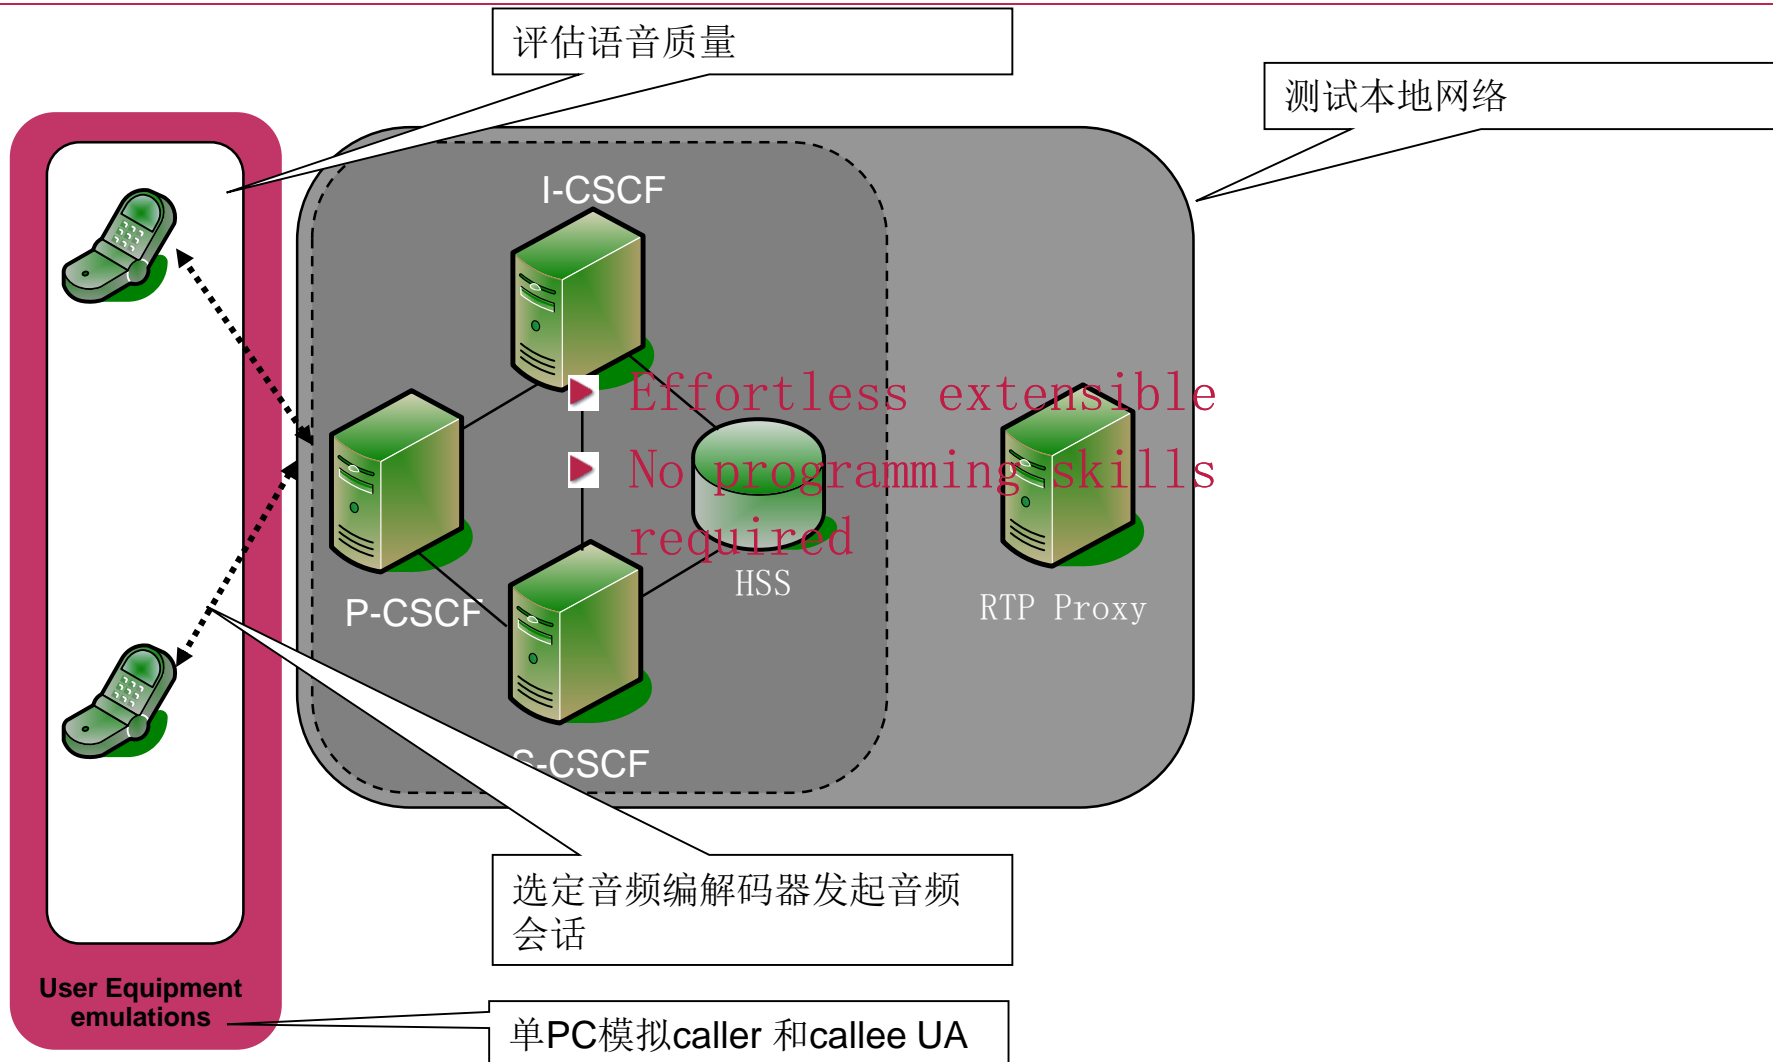 评估语音质量
测试本地网络
I-CSCF
Effortless extensible
No programming skills
required
HSS
P-CSCF
RTP Proxy
S-CSCF
选定音频编解码器发起音频
会话
User Equipment
emulations
单PC模拟caller 和callee UA